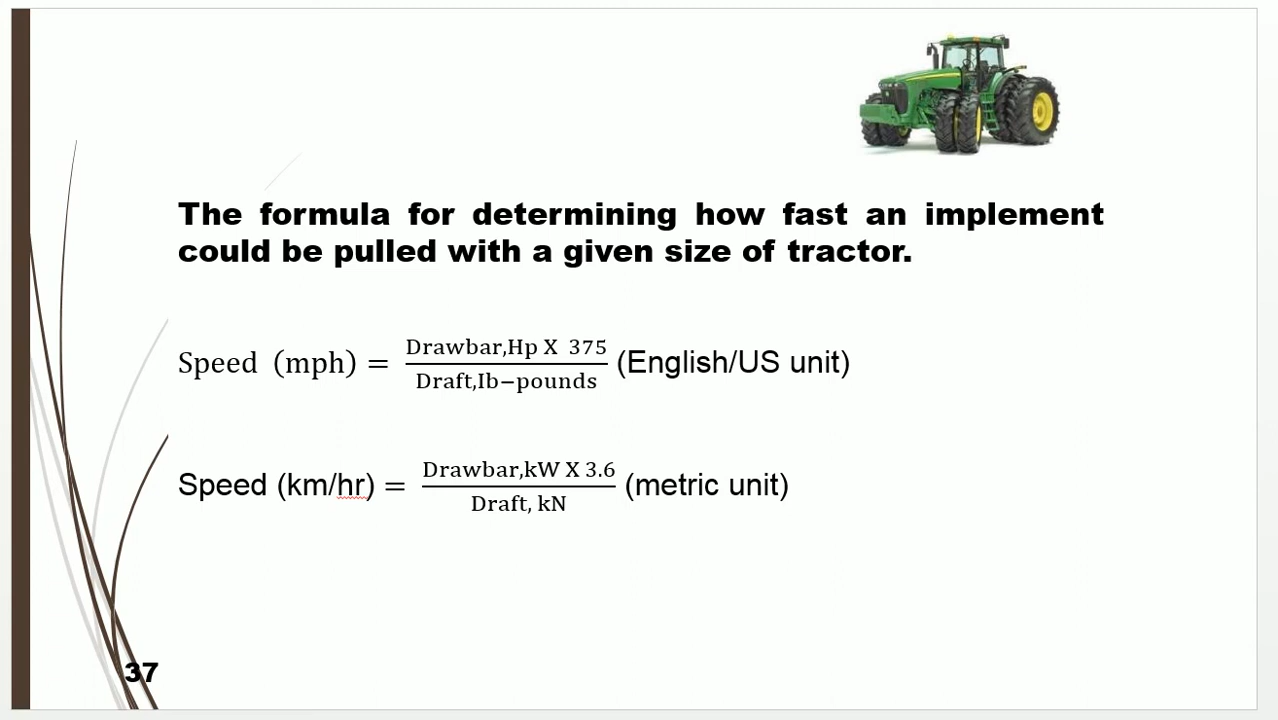 The formula for determining how fast an implement
could be pulled with a given size of tractor.
Speed (mph) = Drawbar,Hp X 375 / Draft,Ib−pounds (English/US unit)
Speed (km/hr) = Drawbar,kW X 3.6 / Draft, kN (metric unit)
37